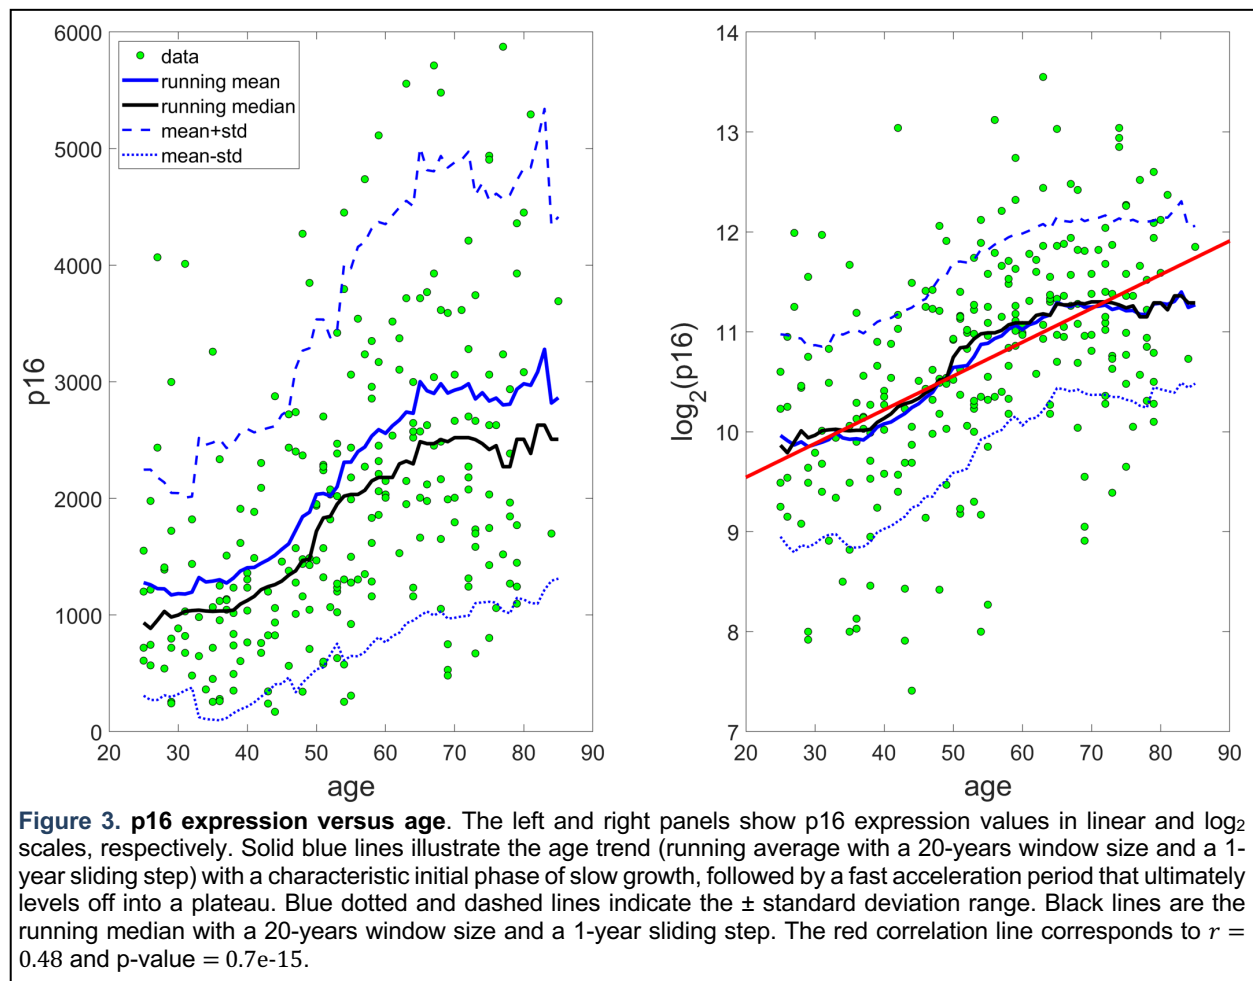 6000
5000
4000
3000
2000
1000
0
p16
data
running mean
running median
mean+std
mean-std
20 30 40 50 60 70 80 90
age
14
13
12
11
10
9
8
7
log₂(p16)
20 30 40 50 60 70 80 90
age
Figure 3. p16 expression versus age. The left and right panels show p16 expression values in linear and log₂
scales, respectively. Solid blue lines illustrate the age trend (running average with a 20-years window size and a 1-
year sliding step) with a characteristic initial phase of slow growth, followed by a fast acceleration period that ultimately
levels off into a plateau. Blue dotted and dashed lines indicate the ± standard deviation range. Black lines are the
running median with a 20-years window size and a 1-year sliding step. The red correlation line corresponds to r =
0.48 and p-value = 0.7e-15.